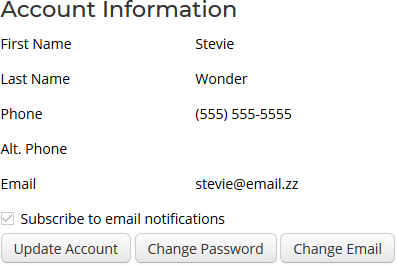 Account Information
First Name Stevie
Last Name Wonder
Phone (555) 555-5555
Alt. Phone
Email stevie@email.zz
Subscribe to email notifications
Update Account Change Password Change Email